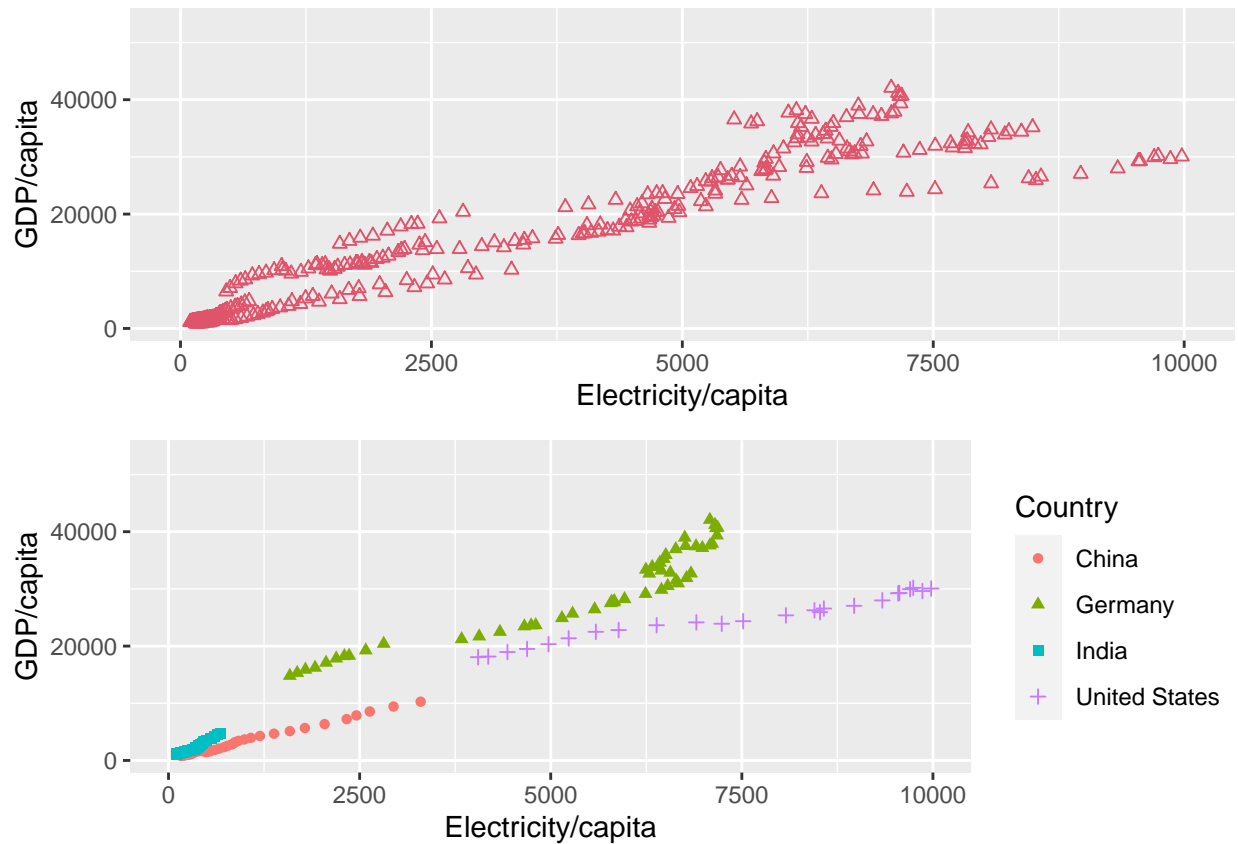 40000
20000
0
GDP/capita
0 2500 5000 7500 10000
Electricity/capita
40000
20000
0
GDP/capita
0 2500 5000 7500 10000
Electricity/capita
Country
China
Germany
India
United States